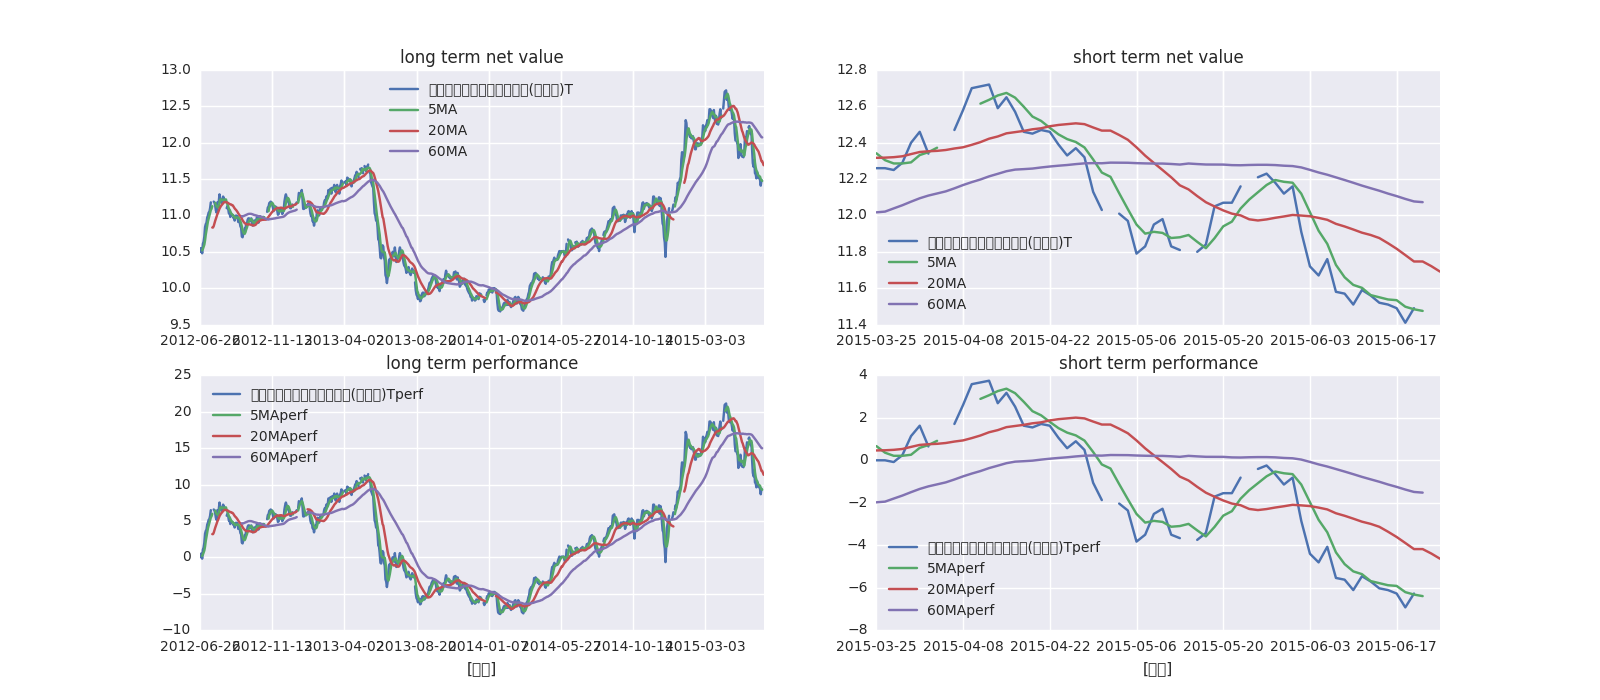 long term net value
13.0
12.5
12.0
11.5
11.0
10.5
10.0
9.5
T
5MA
20MA
60MA
2012-06-26 2012-11-13 2013-04-02 2013-08-20 2014-01-07 2014-05-27 2014-10-14 2015-03-03
short term net value
12.8
12.6
12.4
12.2
12.0
11.8
11.6
11.4
T
5MA
20MA
60MA
2015-03-25 2015-04-08 2015-04-22 2015-05-06 2015-05-20 2015-06-03 2015-06-17
long term performance
25
20
15
10
5
0
−5
−10
Tperf
5MAperf
20MAperf
60MAperf
2012-06-26 2012-11-13 2013-04-02 2013-08-20 2014-01-07 2014-05-27 2014-10-14 2015-03-03
short term performance
4
2
0
−2
−4
−6
−8
Tperf
5MAperf
20MAperf
60MAperf
2015-03-25 2015-04-08 2015-04-22 2015-05-06 2015-05-20 2015-06-03 2015-06-17